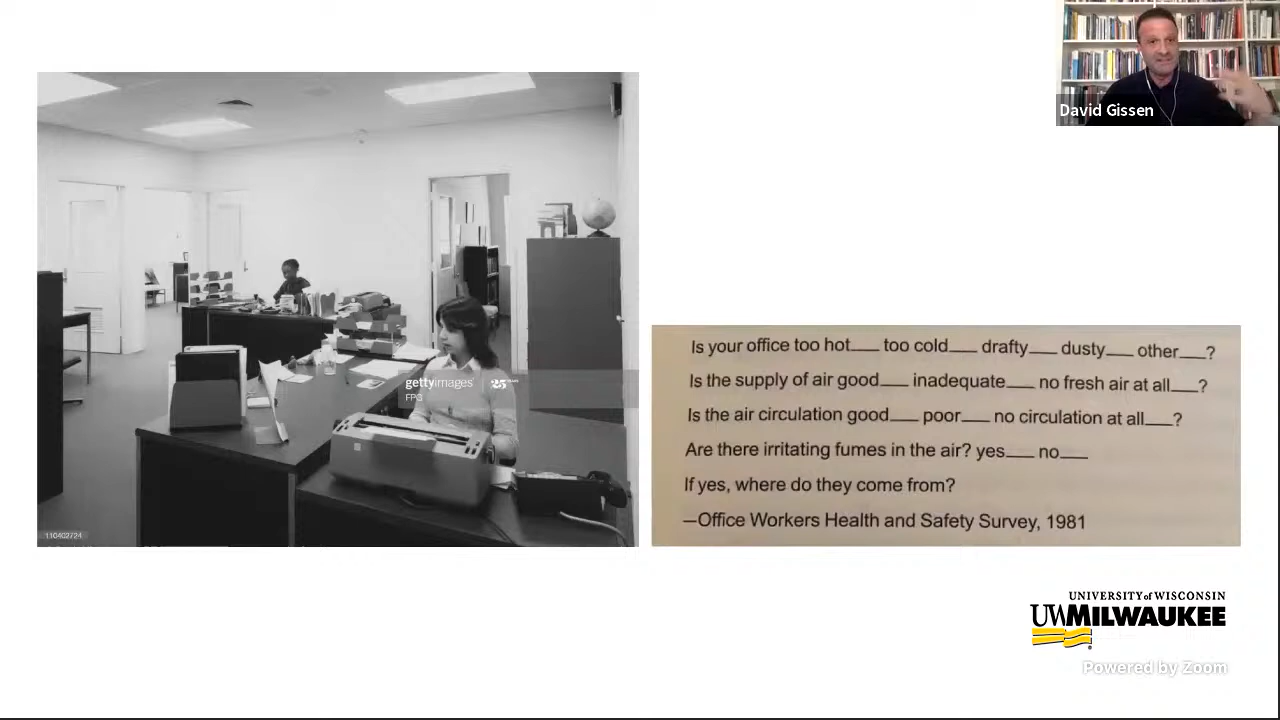 David Gissen
gettyimages
FPG
110402724
Is your office too hot___ too cold___ drafty___ dusty___ other___?
Is the supply of air good___ inadequate___ no fresh air at all___?
Is the air circulation good___ poor___ no circulation at all___?
Are there irritating fumes in the air? yes___ no___
If yes, where do they come from?
—Office Workers Health and Safety Survey, 1981
UNIVERSITY of WISCONSIN
UWMILWAUKEE
Powered by Zoom